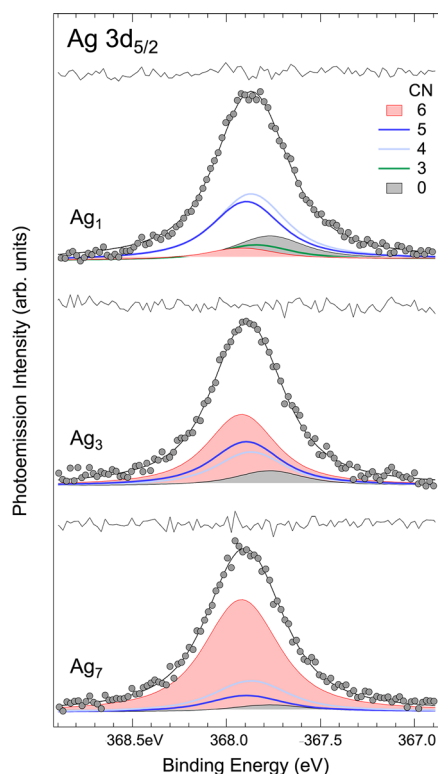 Ag 3d5/2
CN
6
5
4
3
0
Ag1
Ag3
Ag7
Photoemission Intensity (arb. units)
368.5eV 368.0 -367.5 367.0
Binding Energy (eV)